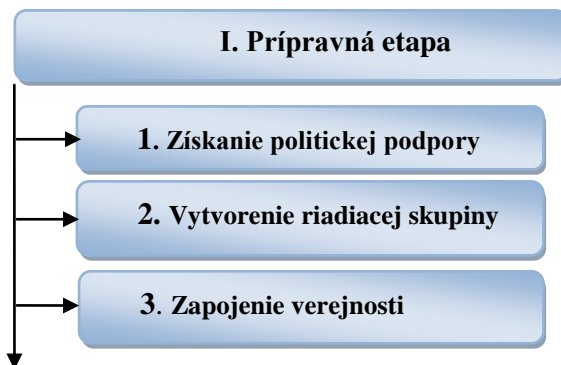 I. Prípravná etapa
1. Získanie politickej podpory
2. Vytvorenie riadiacej skupiny
3. Zapojenie verejnosti